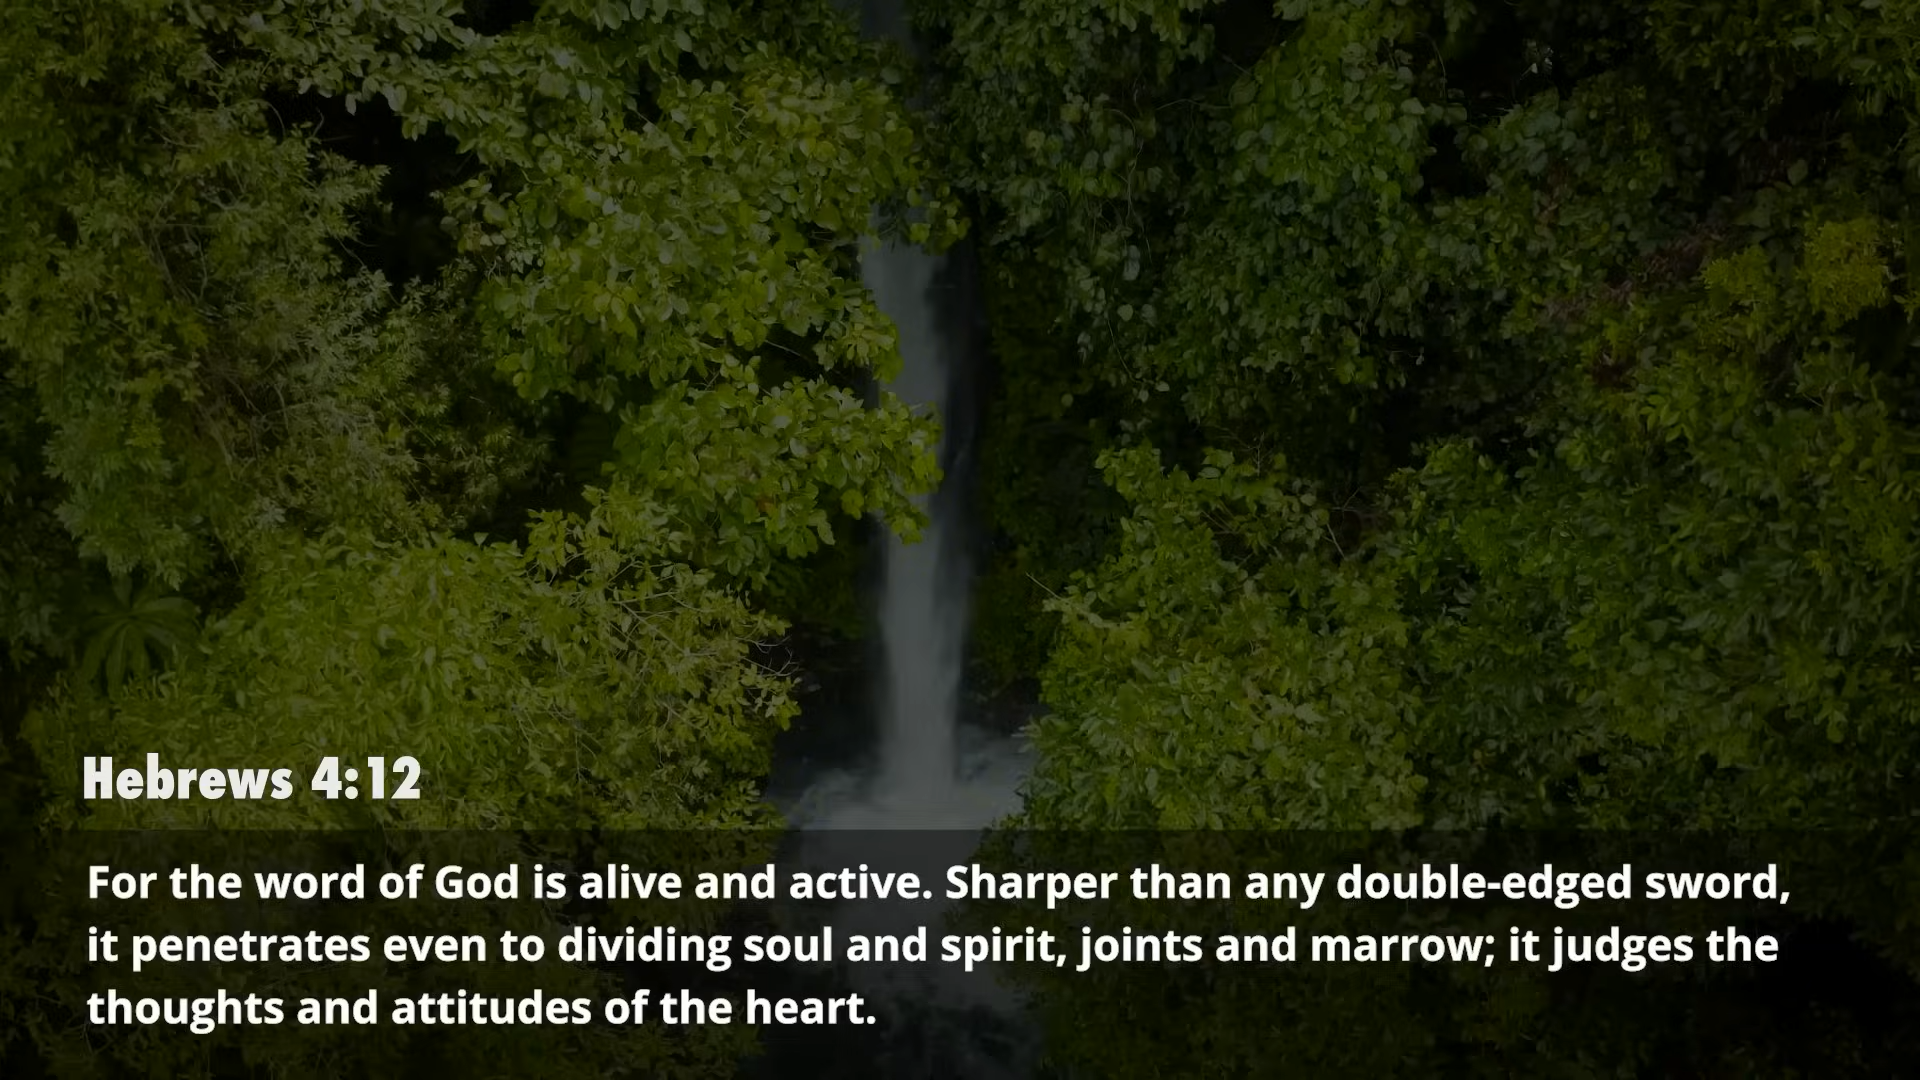 Hebrews 4:12
For the word of God is alive and active. Sharper than any double-edged sword,
it penetrates even to dividing soul and spirit, joints and marrow; it judges the
thoughts and attitudes of the heart.